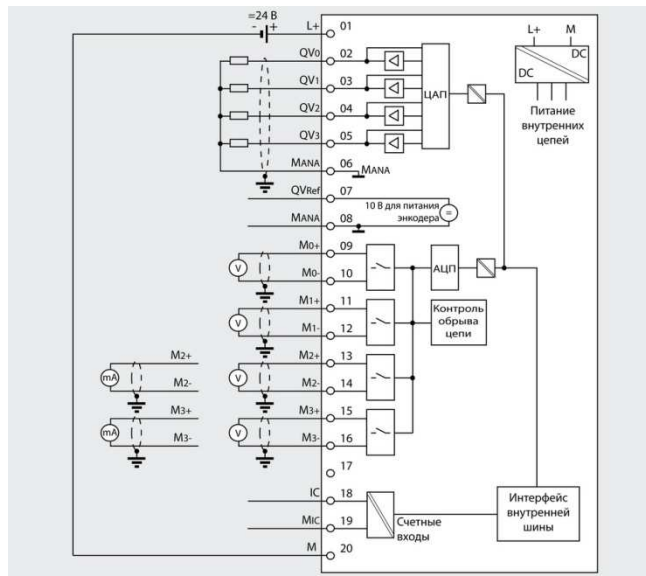 =24 В
- +
L+ 01
L+ M
DC
DC
Питание
внутренних
цепей
QV0 02
QV1 03
QV2 04
QV3 05
ЦАП
MANA 06
MANA
QVRef 07
10 В для питания
энкодера
=
MANA 08
M0+ 09
V
M0- 10
АЦП
M1+ 11
V
M1- 12
Контроль
обрыва
цепи
M2+
mA
M2-
M2+ 13
V
M2- 14
M3+
mA
M3-
M3+ 15
V
M3- 16
17
IC 18
MIC 19
Счетные
входы
Интерфейс
внутренней
шины
M 20